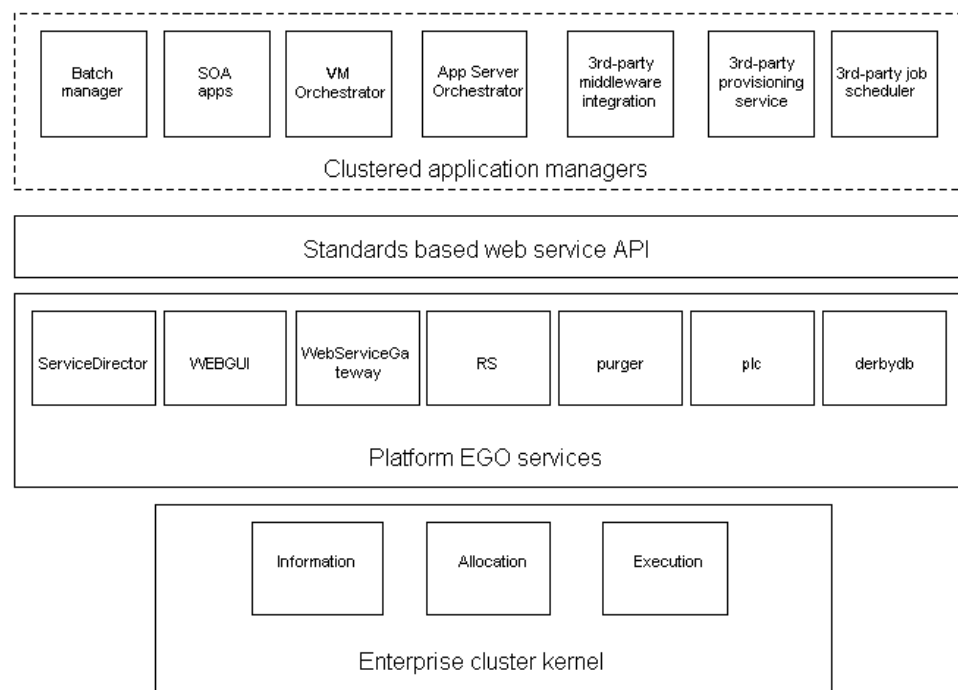 Batch
manager
SOA
apps
VM
Orchestrator
App Server
Orchestrator
3rd-party
middleware
integration
3rd-party
provisioning
service
3rd-party job
scheduler
Clustered application managers
Standards based web service API
ServiceDirector
WEBGUI
WebServiceGa
teway
RS
purger
plc
derbydb
Platform EGO services
Information
Allocation
Execution
Enterprise cluster kernel